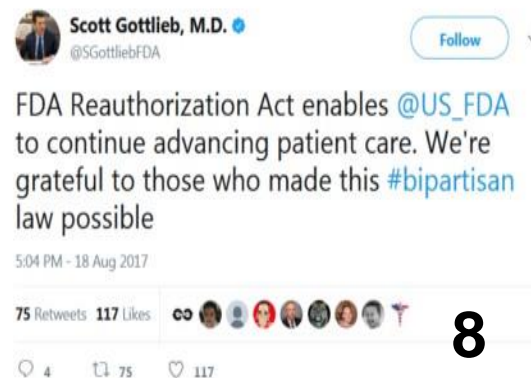 Scott Gottlieb, M.D.
@SGottliebFDA
Follow
FDA Reauthorization Act enables @US_FDA
to continue advancing patient care. We're
grateful to those who made this #bipartisan
law possible
5:04 PM - 18 Aug 2017
75 Retweets 117 Likes
8
4 75 117